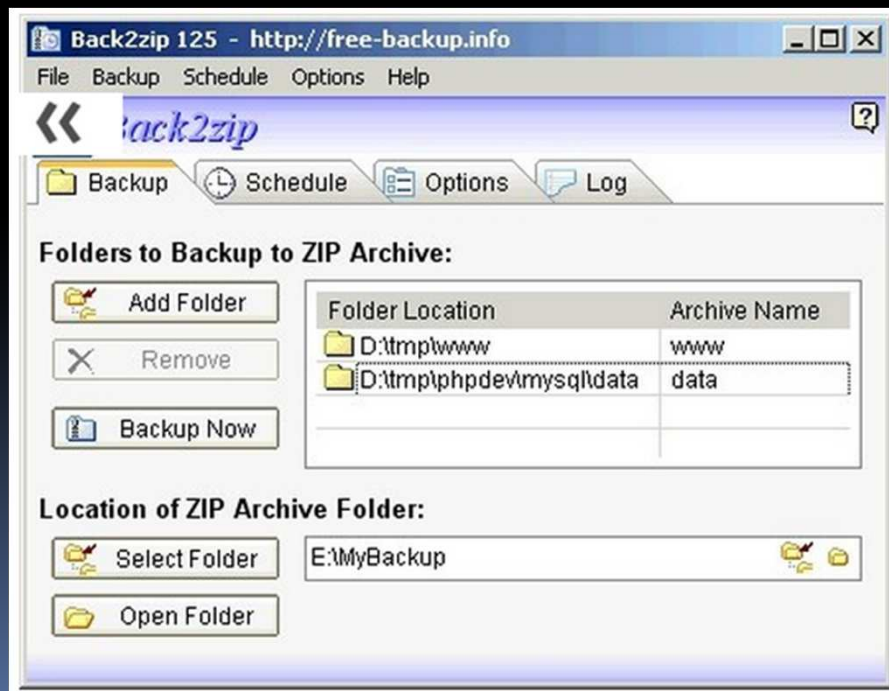 Back2zip 125 - http://free-backup.info
File Backup Schedule Options Help
ack2zip
Backup Schedule Options Log
Folders to Backup to ZIP Archive:
Add Folder
Remove
Backup Now
Folder Location Archive Name
D:\tmp\www www
D:\tmp\phpdev\mysql\data data
Location of ZIP Archive Folder:
Select Folder E:\MyBackup
Open Folder